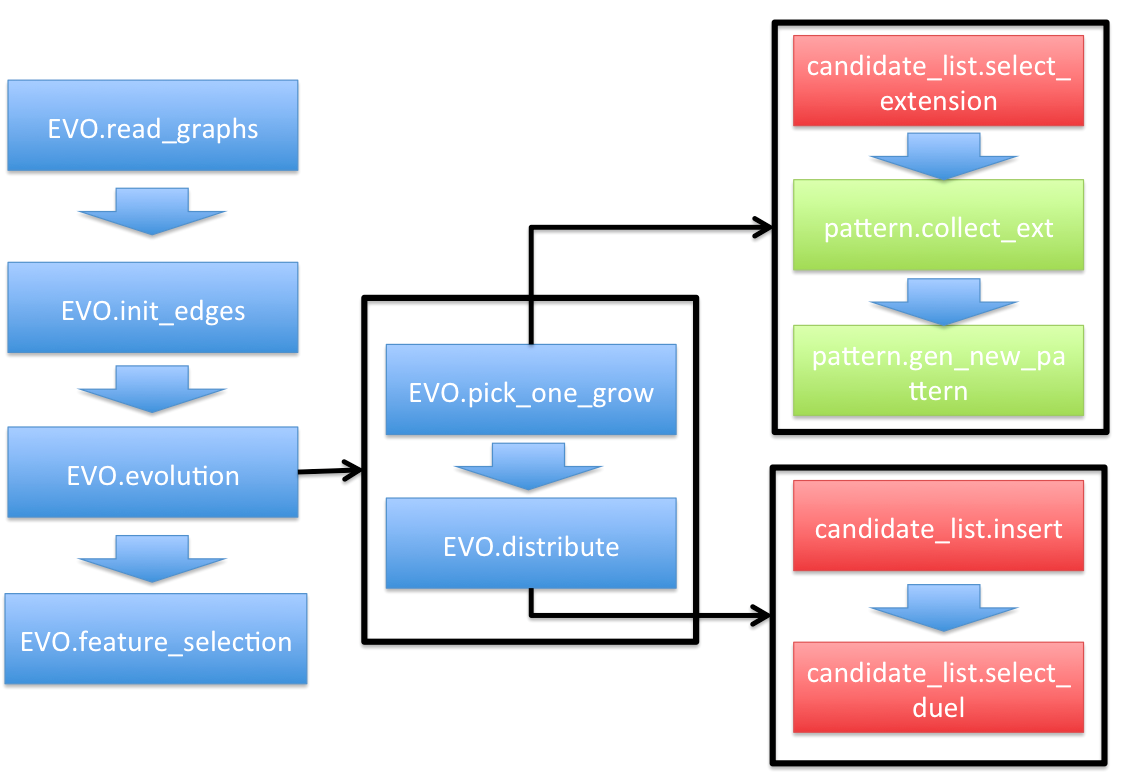 EVO.read_graphs
EVO.init_edges
EVO.evolution
EVO.feature_selection
EVO.pick_one_grow
EVO.distribute
candidate_list.select_
extension
pattern.collect_ext
pattern.gen_new_pa
ttern
candidate_list.insert
candidate_list.select_
duel